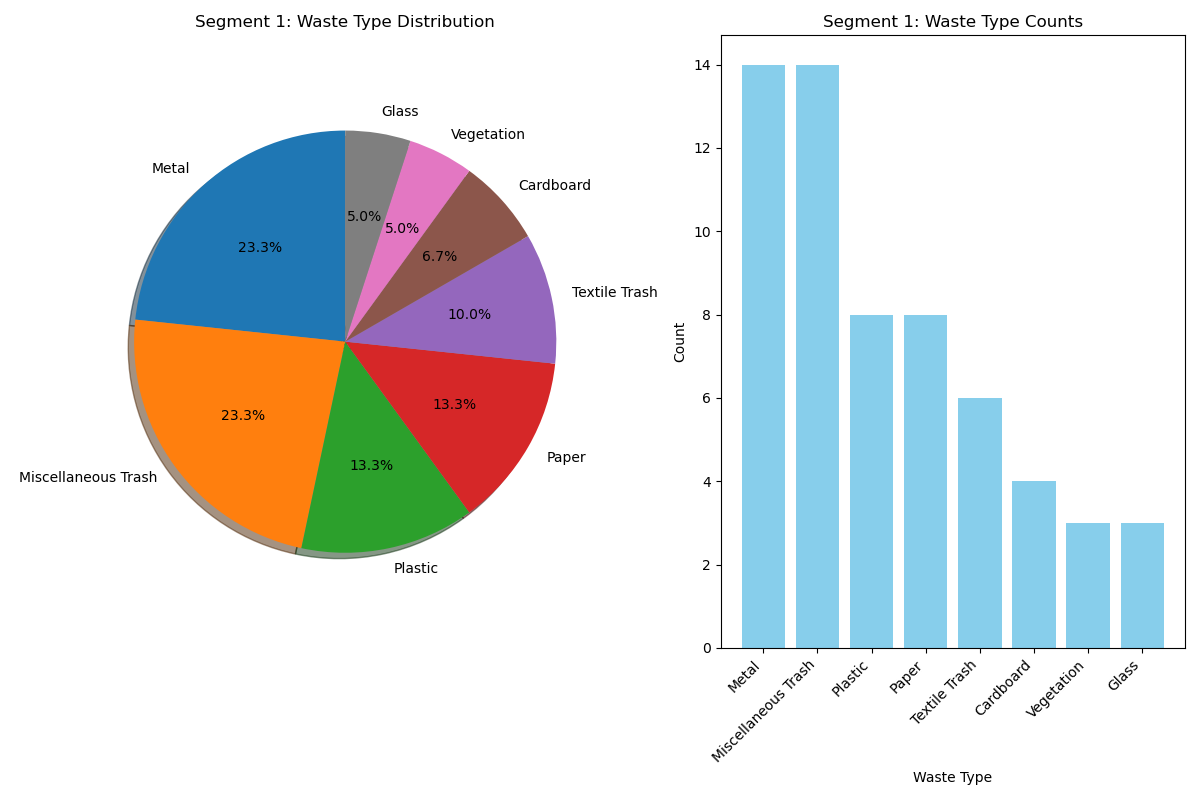 Segment 1: Waste Type Distribution
Glass
Vegetation
Metal
Cardboard
5.0%
5.0%
23.3%
6.7%
Textile Trash
10.0%
13.3%
23.3%
Paper
13.3%
Miscellaneous Trash
Plastic
Segment 1: Waste Type Counts
14
12
10
8
6
4
2
0
Count
Metal
Miscellaneous Trash
Plastic
Paper
Textile Trash
Cardboard
Vegetation
Glass
Waste Type